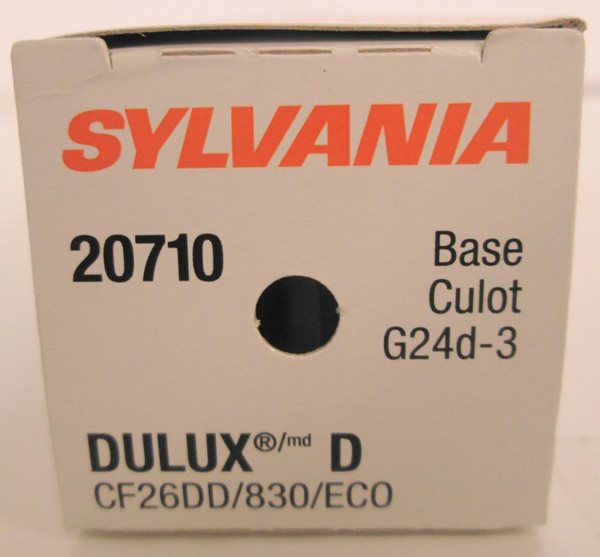 SYLVANIA
20710
Base
Culot
G24d-3
DULUX®/md D
CF26DD/830/ECO